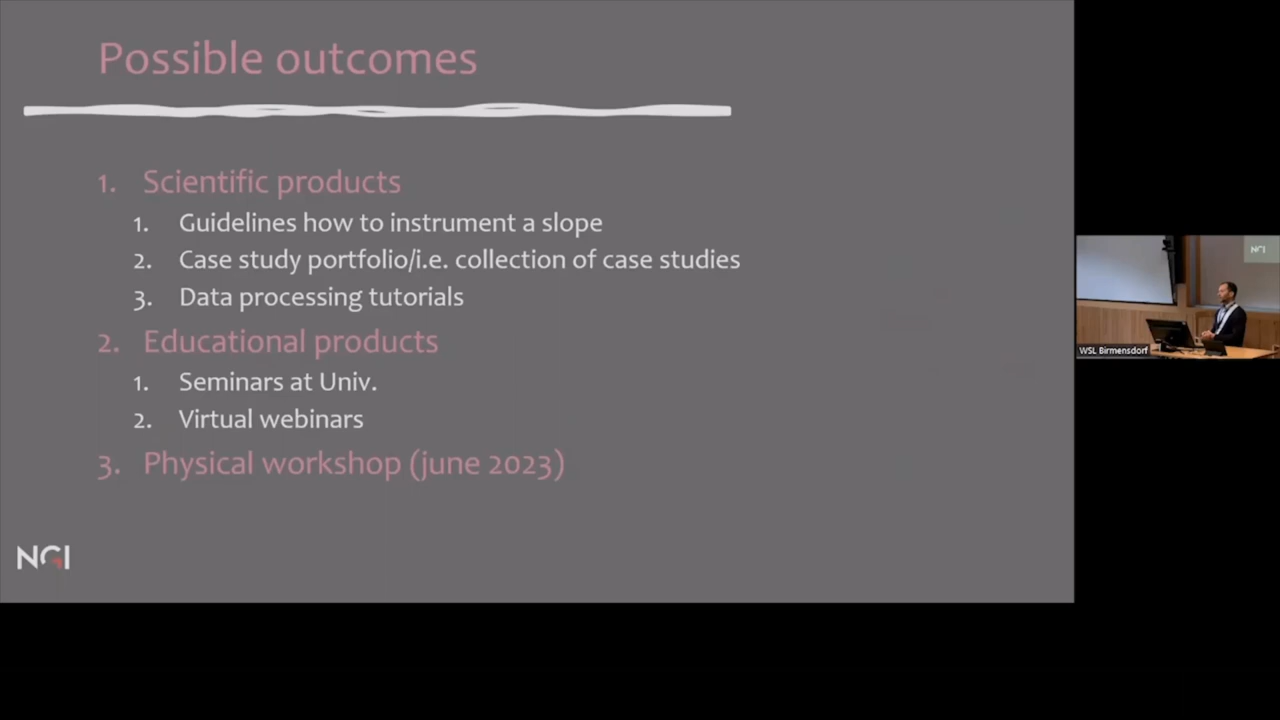 Possible outcomes
1. Scientific products
1. Guidelines how to instrument a slope
2. Case study portfolio/i.e. collection of case studies
3. Data processing tutorials
2. Educational products
1. Seminars at Univ.
2. Virtual webinars
3. Physical workshop (june 2023)
NGI
NGI
WSL Birmensdorf